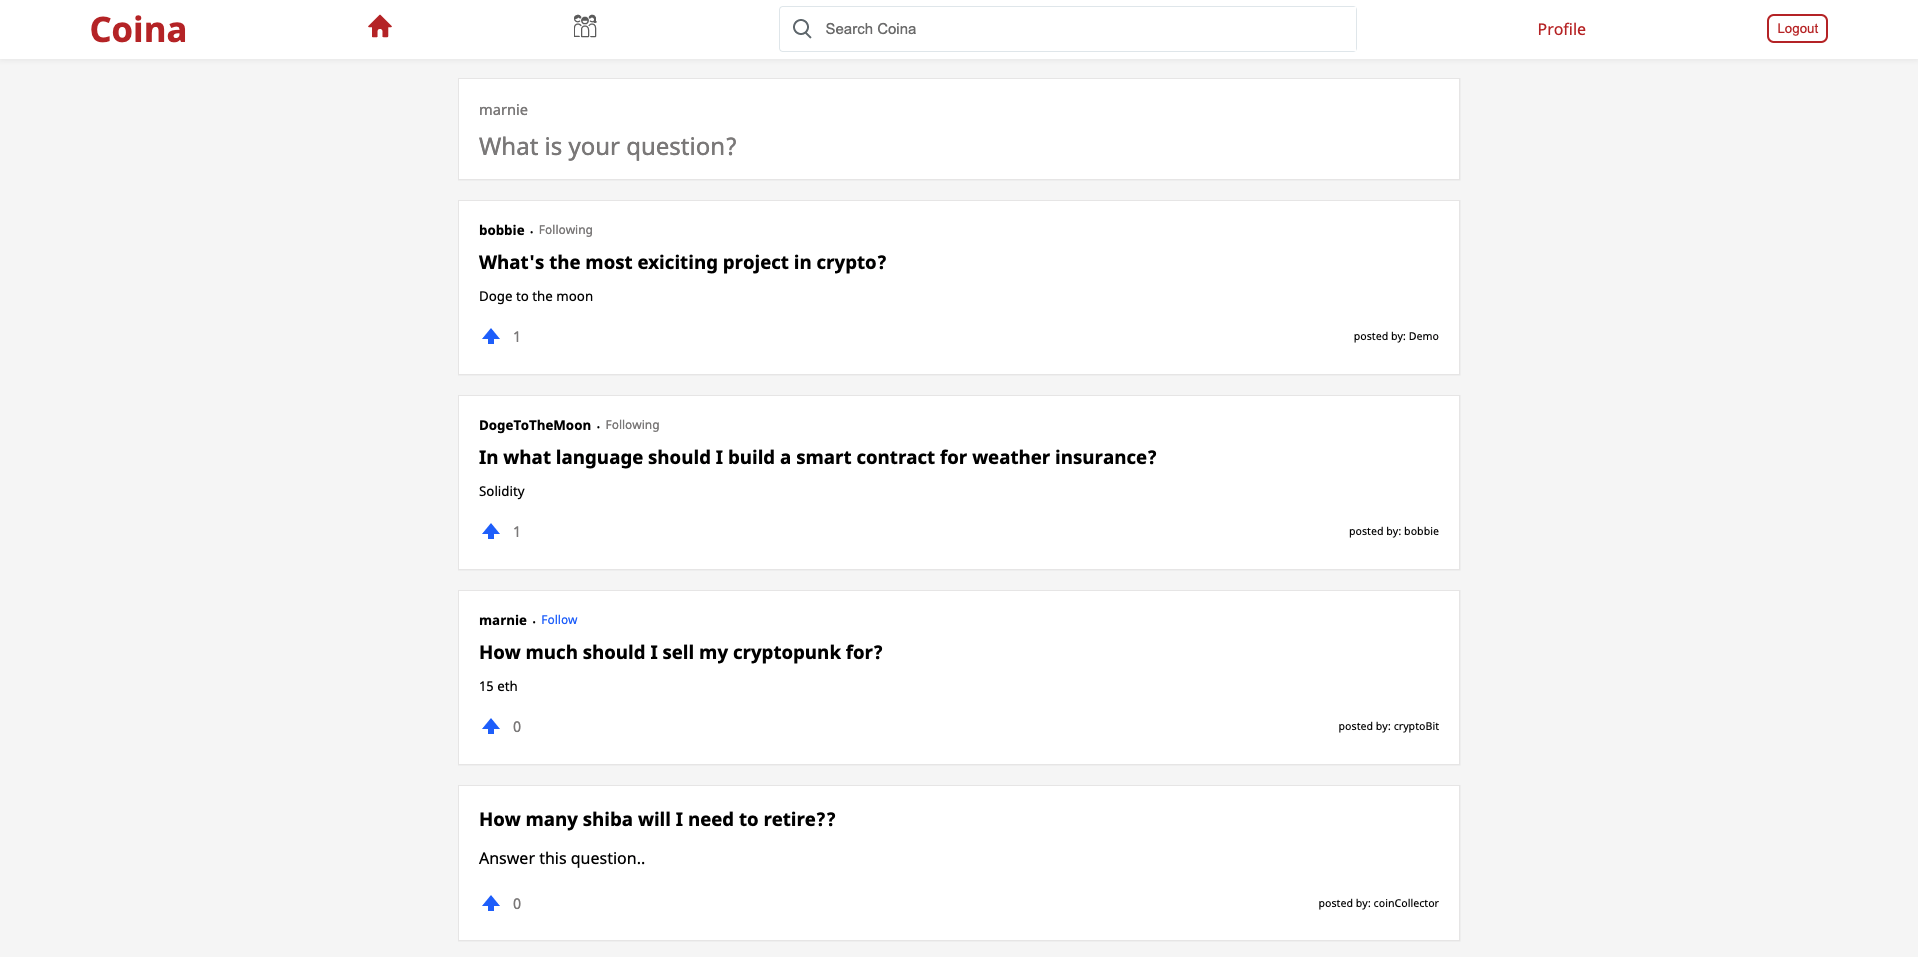 Coina
Search Coina
Profile
Logout
marnie
What is your question?
bobbie . Following
What's the most exiciting project in crypto?
Doge to the moon
1
posted by: Demo
DogeToTheMoon . Following
In what language should I build a smart contract for weather insurance?
Solidity
1
posted by: bobbie
marnie . Follow
How much should I sell my cryptopunk for?
15 eth
0
posted by: cryptoBit
How many shiba will I need to retire??
Answer this question..
0
posted by: coinCollector